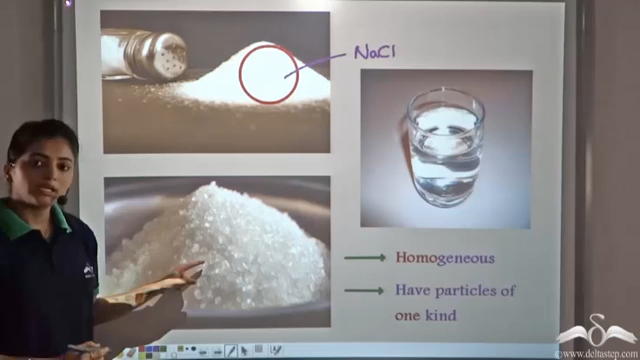 NaCl
Homogeneous
Have particles of
one kind
www.deltastep.com